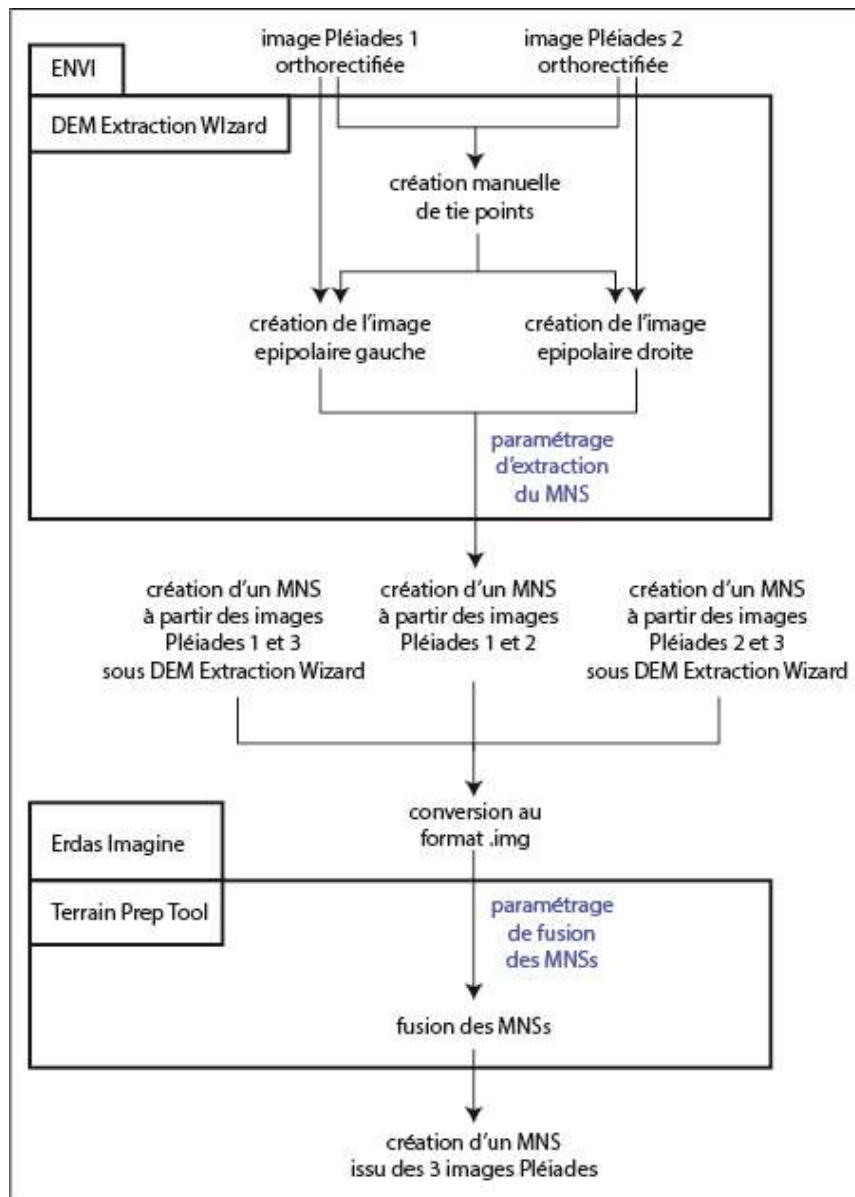 image Pléiades 1
orthorectifiée
image Pléiades 2
orthorectifiée
ENVI
DEM Extraction WIzard
création manuelle
de tie points
création de l'image
epipolaire gauche
création de l'image
epipolaire droite
paramétrage
d'extraction
du MNS
création d'un MNS
à partir des images
Pléiades 1 et 3
sous DEM Extraction Wizard
création d'un MNS
à partir des images
Pléiades 1 et 2
création d'un MNS
à partir des images
Pléiades 2 et 3
sous DEM Extraction Wizard
conversion au
format .img
Erdas Imagine
Terrain Prep Tool
paramétrage
de fusion
des MNSs
fusion des MNSs
création d'un MNS
issu des 3 images Pléiades